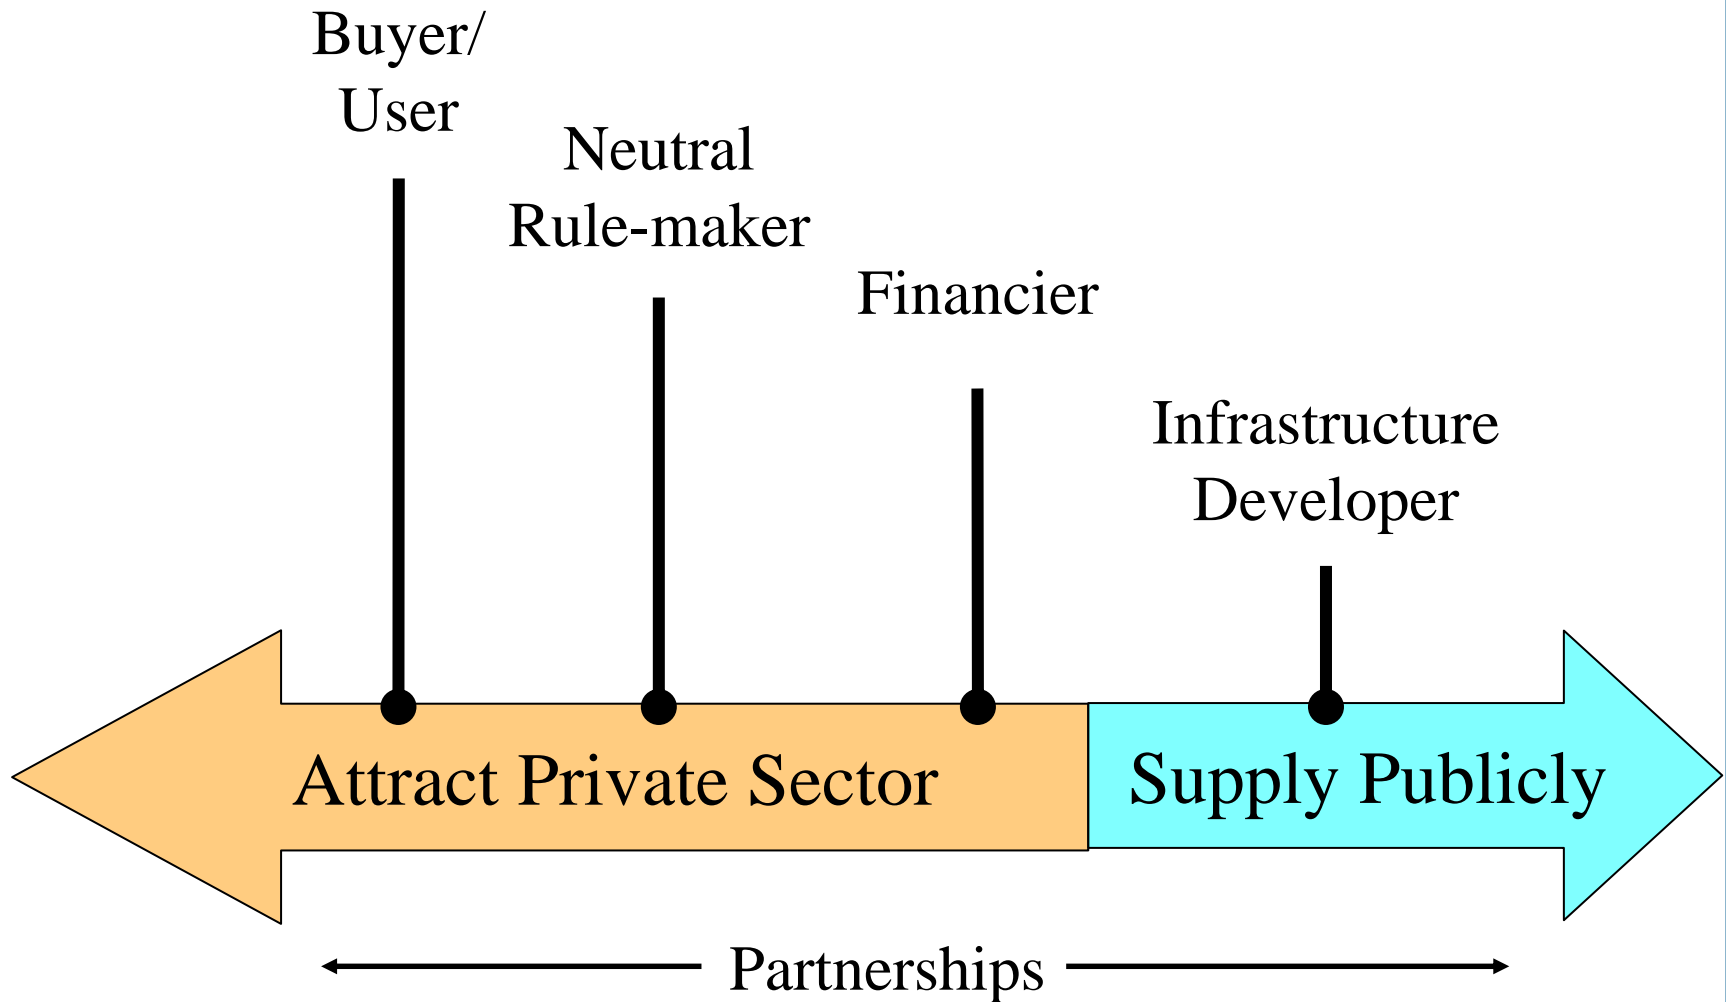 Buyer/
User
Neutral
Rule-maker
Financier
Infrastructure
Developer
Attract Private Sector
Supply Publicly
Partnerships